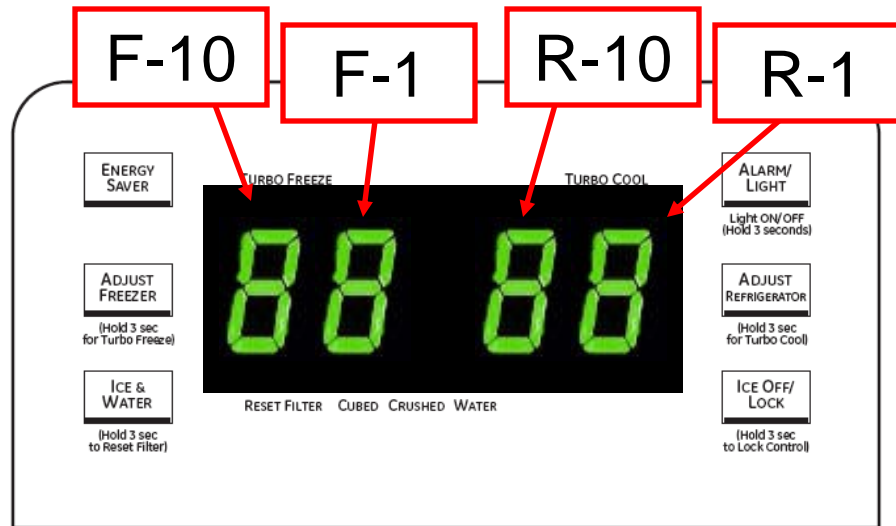 F-10
F-1
R-10
R-1
ENERGY
SAVER
TURBO FREEZE
TURBO COOL
ALARM/
LIGHT
Light ON/OFF
(Hold 3 seconds)
88 88
ADJUST
FREEZER
(Hold 3 sec
for Turbo Freeze)
ADJUST
REFRIGERATOR
(Hold 3 sec
for Turbo Cool)
ICE &
WATER
(Hold 3 sec
to Reset Filter)
RESET FILTER CUBED CRUSHED WATER
ICE OFF/
LOCK
(Hold 3 sec
to Lock Control)